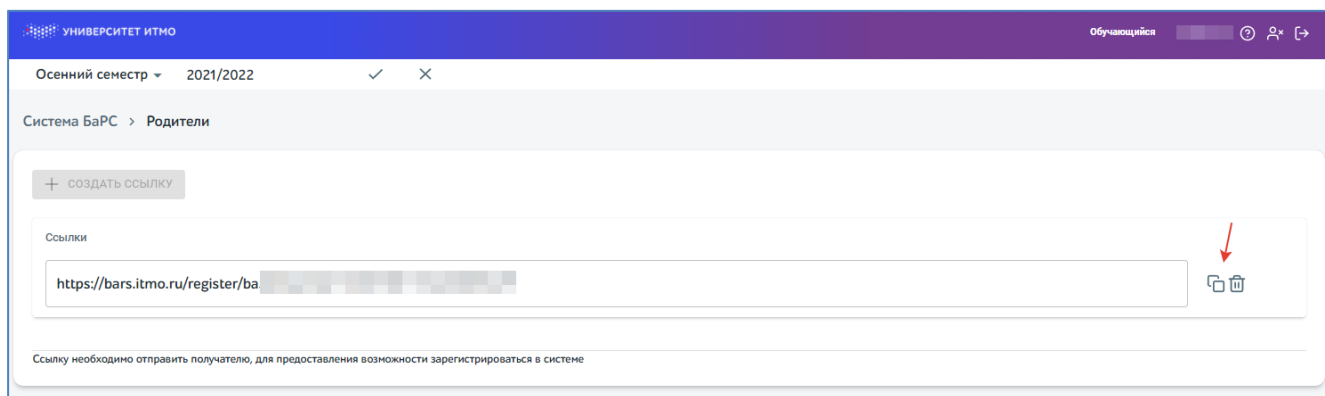 УНИВЕРСИТЕТ ИТМО
Обучающийся
Осенний семестр 2021/2022
Система БаРС > Родители
+ СОЗДАТЬ ССЫЛКУ
Ссылки
https://bars.itmo.ru/register/ba
Ссылку необходимо отправить получателю, для предоставления возможности зарегистрироваться в системе